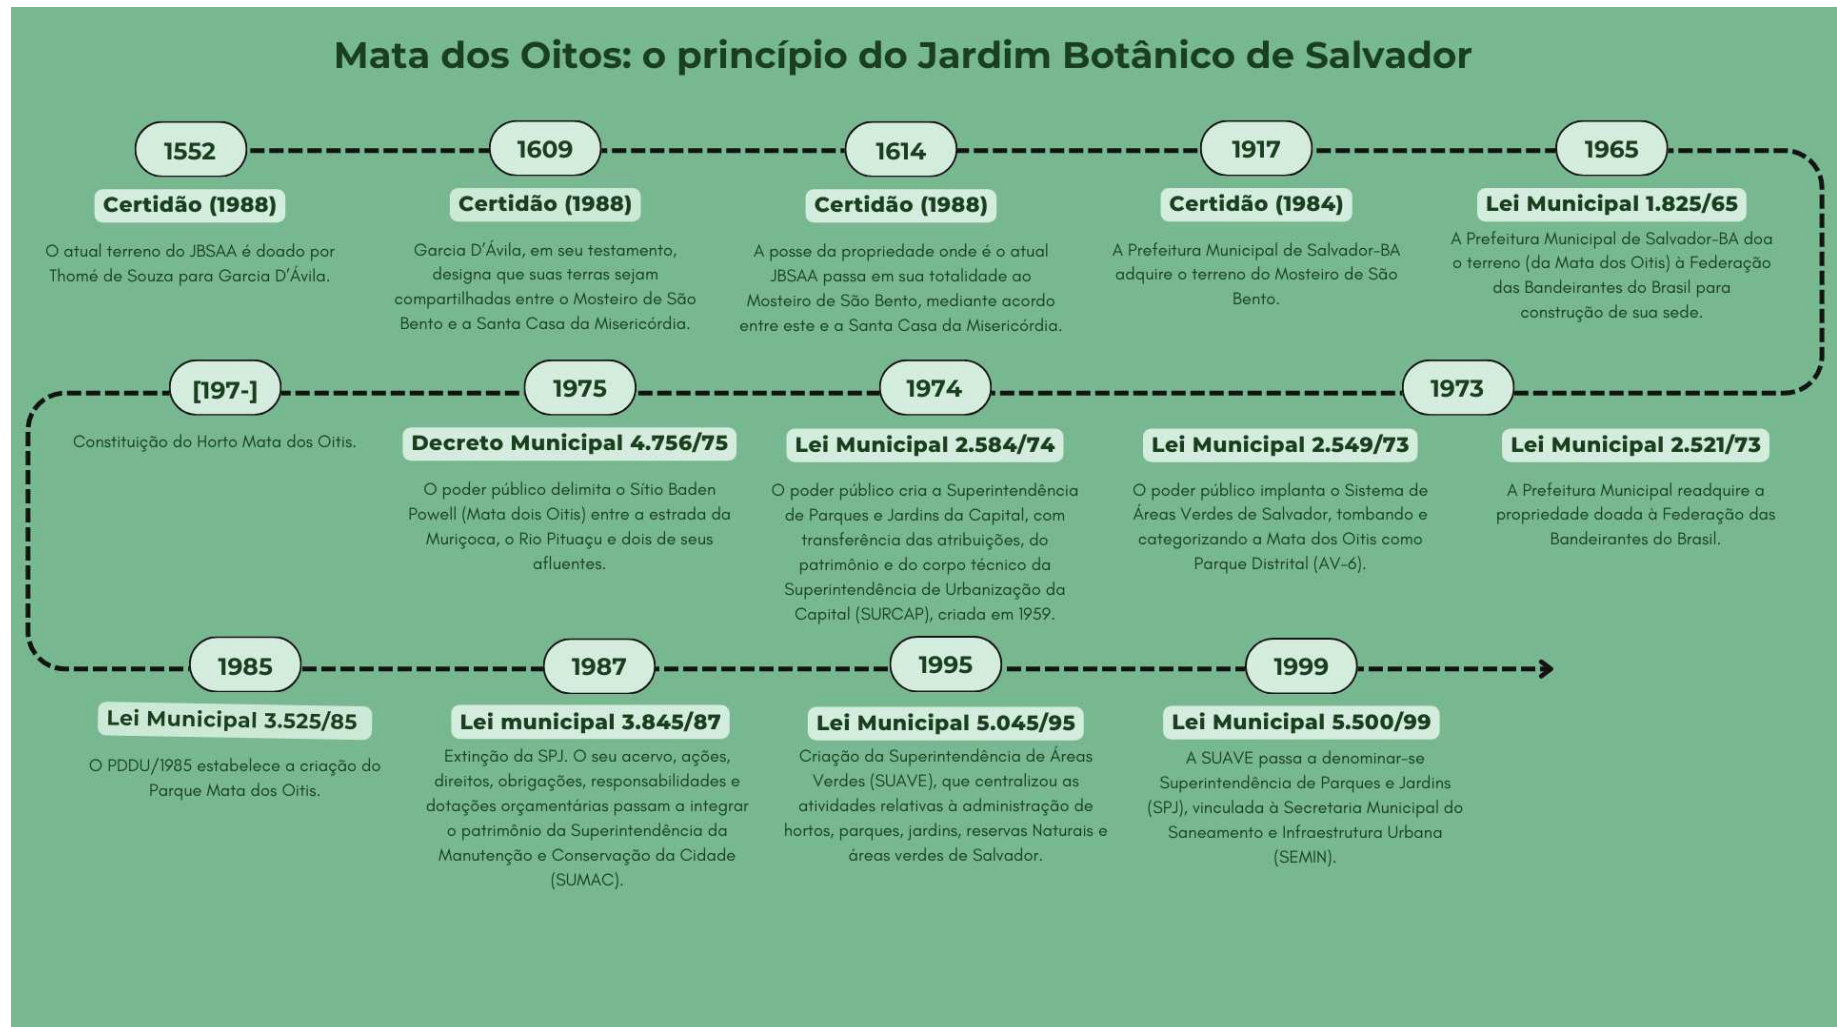 Mata dos Oitos: o princípio do Jardim Botânico de Salvador
1552
Certidão (1988)
O atual terreno do JBSAA é doado por
Thomé de Souza para Garcia D'Ávila.
1609
Certidão (1988)
Garcia D'Ávila, em seu testamento,
designa que suas terras sejam
compartilhadas entre o Mosteiro de São
Bento e a Santa Casa da Misericórdia.
1614
Certidão (1988)
A posse da propriedade onde é o atual
JBSAA passa em sua totalidade ao
Mosteiro de São Bento, mediante acordo
entre este e a Santa Casa da Misericórdia.
1917
Certidão (1984)
A Prefeitura Municipal de Salvador-BA
adquire o terreno do Mosteiro de São
Bento.
1965
Lei Municipal 1.825/65
A Prefeitura Municipal de Salvador-BA doa
o terreno (da Mata dos Oitis) à Federação
das Bandeirantes do Brasil para
construção de sua sede.
1973
Lei Municipal 2.521/73
A Prefeitura Municipal readquire a
propriedade doada à Federação das
Bandeirantes do Brasil.
Lei Municipal 2.549/73
O poder público implanta o Sistema de
Áreas Verdes de Salvador, tombando e
categorizando a Mata dos Oitis como
Parque Distrital (AV-6).
1974
Lei Municipal 2.584/74
O poder público cria a Superintendência
de Parques e Jardins da Capital, com
transferência das atribuições, do
patrimônio e do corpo técnico da
Superintendência de Urbanização da
Capital (SURCAP), criada em 1959.
1975
Decreto Municipal 4.756/75
O poder público delimita o Sítio Baden
Powell (Mata dois Oitis) entre a estrada da
Muriçoca, o Rio Pituaçu e dois de seus
afluentes.
[197-]
Constituição do Horto Mata dos Oitis.
1985
Lei Municipal 3.525/85
O PDDU/1985 estabelece a criação do
Parque Mata dos Oitis.
1987
Lei municipal 3.845/87
Extinção da SPJ. O seu acervo, ações,
direitos, obrigações, responsabilidades e
dotações orçamentárias passam a integrar
o patrimônio da Superintendência da
Manutenção e Conservação da Cidade
(SUMAC).
1995
Lei Municipal 5.045/95
Criação da Superintendência de Áreas
Verdes (SUAVE), que centralizou as
atividades relativas à administração de
hortos, parques, jardins, reservas Naturais e
áreas verdes de Salvador.
1999
Lei Municipal 5.500/99
A SUAVE passa a denominar-se
Superintendência de Parques e Jardins
(SPJ), vinculada à Secretaria Municipal do
Saneamento e Infraestrutura Urbana
(SEMIN).